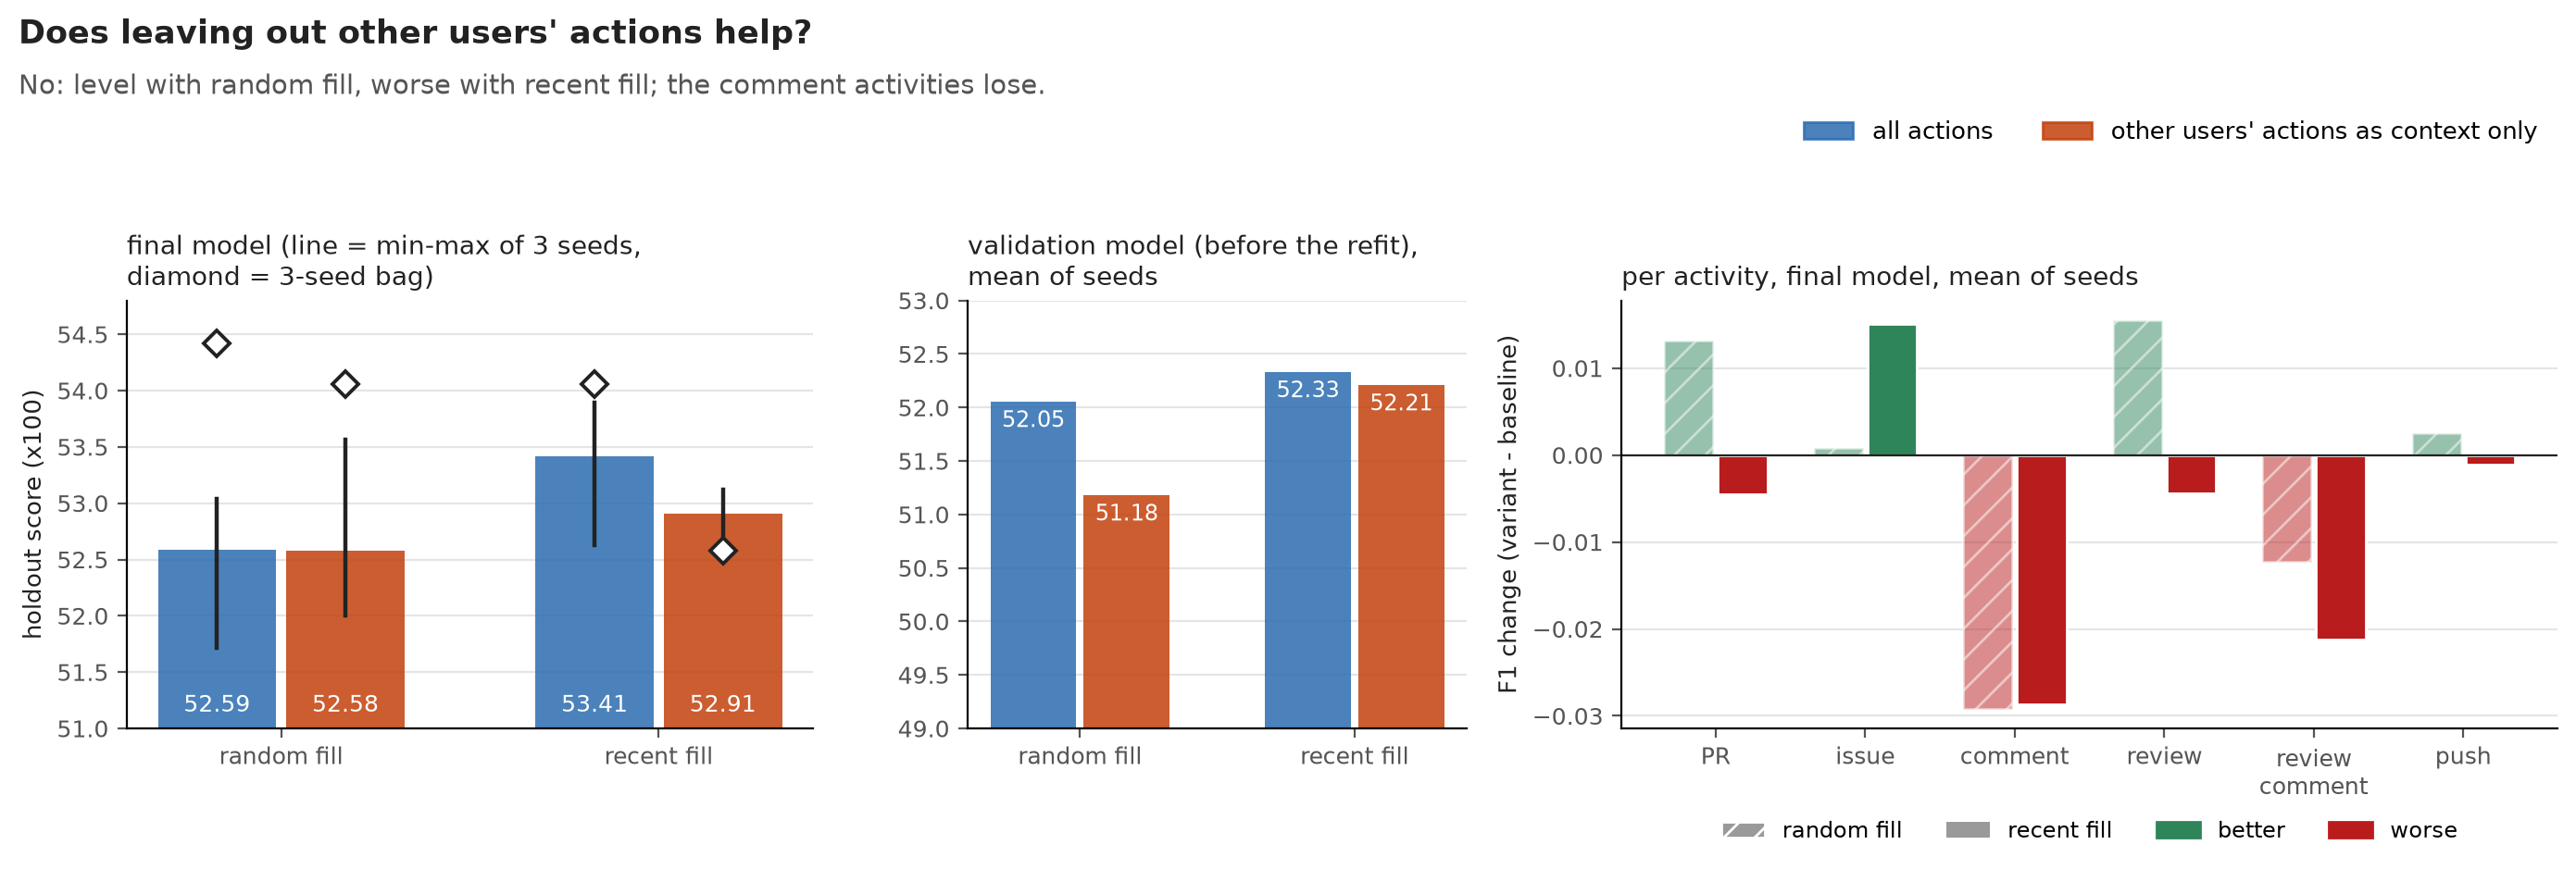 Does leaving out other users' actions help?
No: level with random fill, worse with recent fill; the comment activities lose.
all actions
other users' actions as context only
final model (line = min-max of 3 seeds,
diamond = 3-seed bag)
holdout score (x100)
54.5
54.0
53.5
53.0
52.5
52.0
51.5
51.0
52.59
52.58
53.41
52.91
random fill
recent fill
validation model (before the refit),
mean of seeds
53.0
52.5
52.0
51.5
51.0
50.5
50.0
49.5
49.0
52.05
51.18
52.33
52.21
random fill
recent fill
per activity, final model, mean of seeds
F1 change (variant - baseline)
0.01
0.00
−0.01
−0.02
−0.03
PR
issue
comment
review
review
comment
push
random fill
recent fill
better
worse